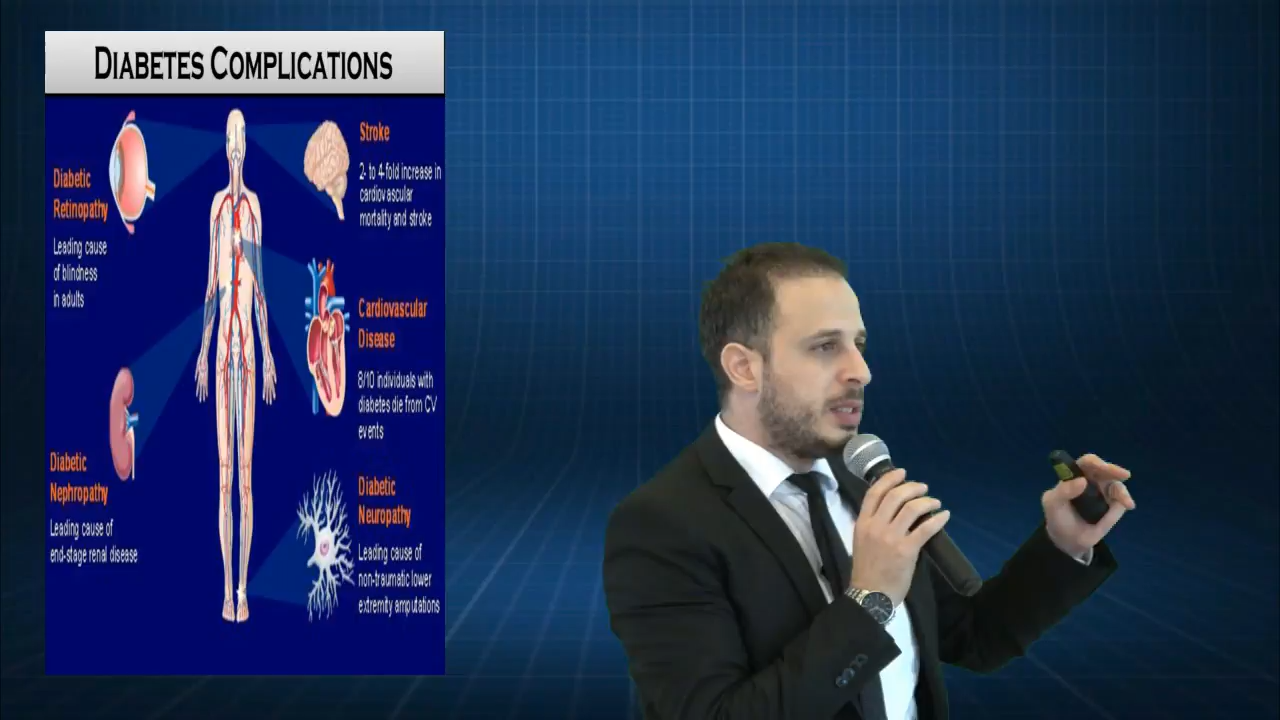 DIABETES COMPLICATIONS
Diabetic
Retinopathy
Leading cause
of blindness
in adults
Diabetic
Nephropathy
Leading cause of
end-stage renal disease
Stroke
2- to 4-fold increase in
cardiovascular
mortality and stroke
Cardiovascular
Disease
8/10 individuals with
diabetes die from CV
events
Diabetic
Neuropathy
Leading cause of
non-traumatic lower
extremity amputations